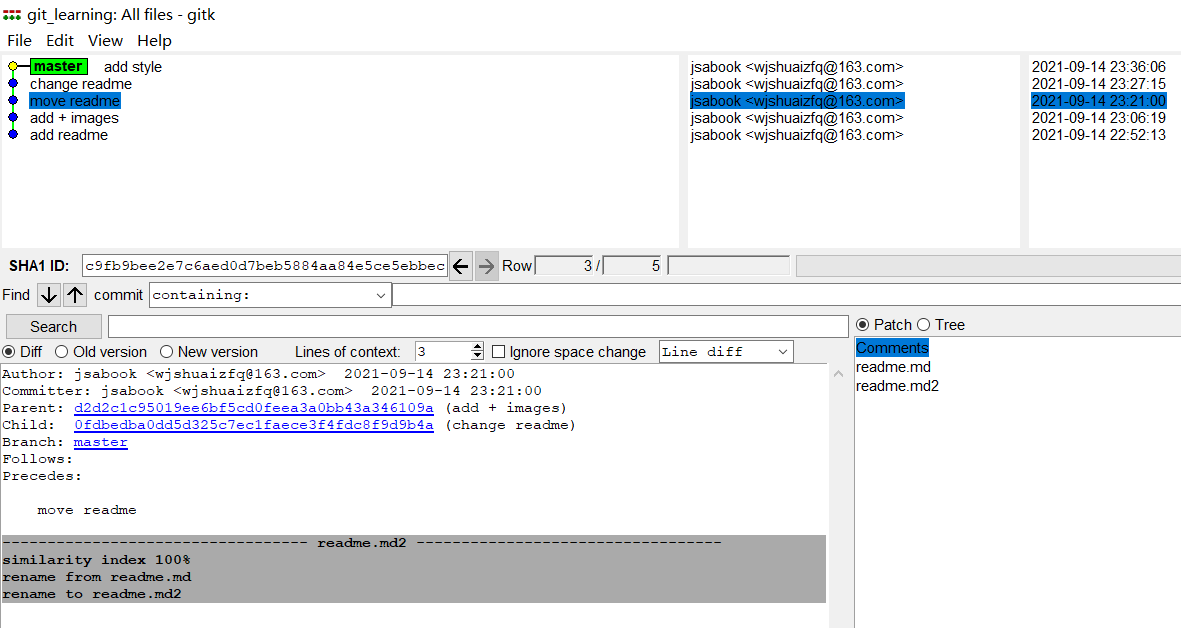 git_learning: All files - gitk
File Edit View Help
master add style jsabook <wjshuaizfq@163.com> 2021-09-14 23:36:06
change readme jsabook <wjshuaizfq@163.com> 2021-09-14 23:27:15
move readme jsabook <wjshuaizfq@163.com> 2021-09-14 23:21:00
add + images jsabook <wjshuaizfq@163.com> 2021-09-14 23:06:19
add readme jsabook <wjshuaizfq@163.com> 2021-09-14 22:52:13
SHA1 ID: c9fb9bee2e7c6aed0d7beb5884aa84e5ce5ebbec Row 3 / 5
Find commit containing:
Search
Diff Old version New version Lines of context: 3 Ignore space change Line diff
Author: jsabook <wjshuaizfq@163.com> 2021-09-14 23:21:00
Committer: jsabook <wjshuaizfq@163.com> 2021-09-14 23:21:00
Parent: d2d2c1c95019ee6bf5cd0feea3a0bb43a346109a (add + images)
Child: 0fdbedba0dd5d325c7ec1faece3f4fdc8f9d9b4a (change readme)
Branch: master
Follows:
Precedes:
move readme
---------------------------------- readme.md2 ----------------------------------
similarity index 100%
rename from readme.md
rename to readme.md2
Patch Tree
Comments
readme.md
readme.md2